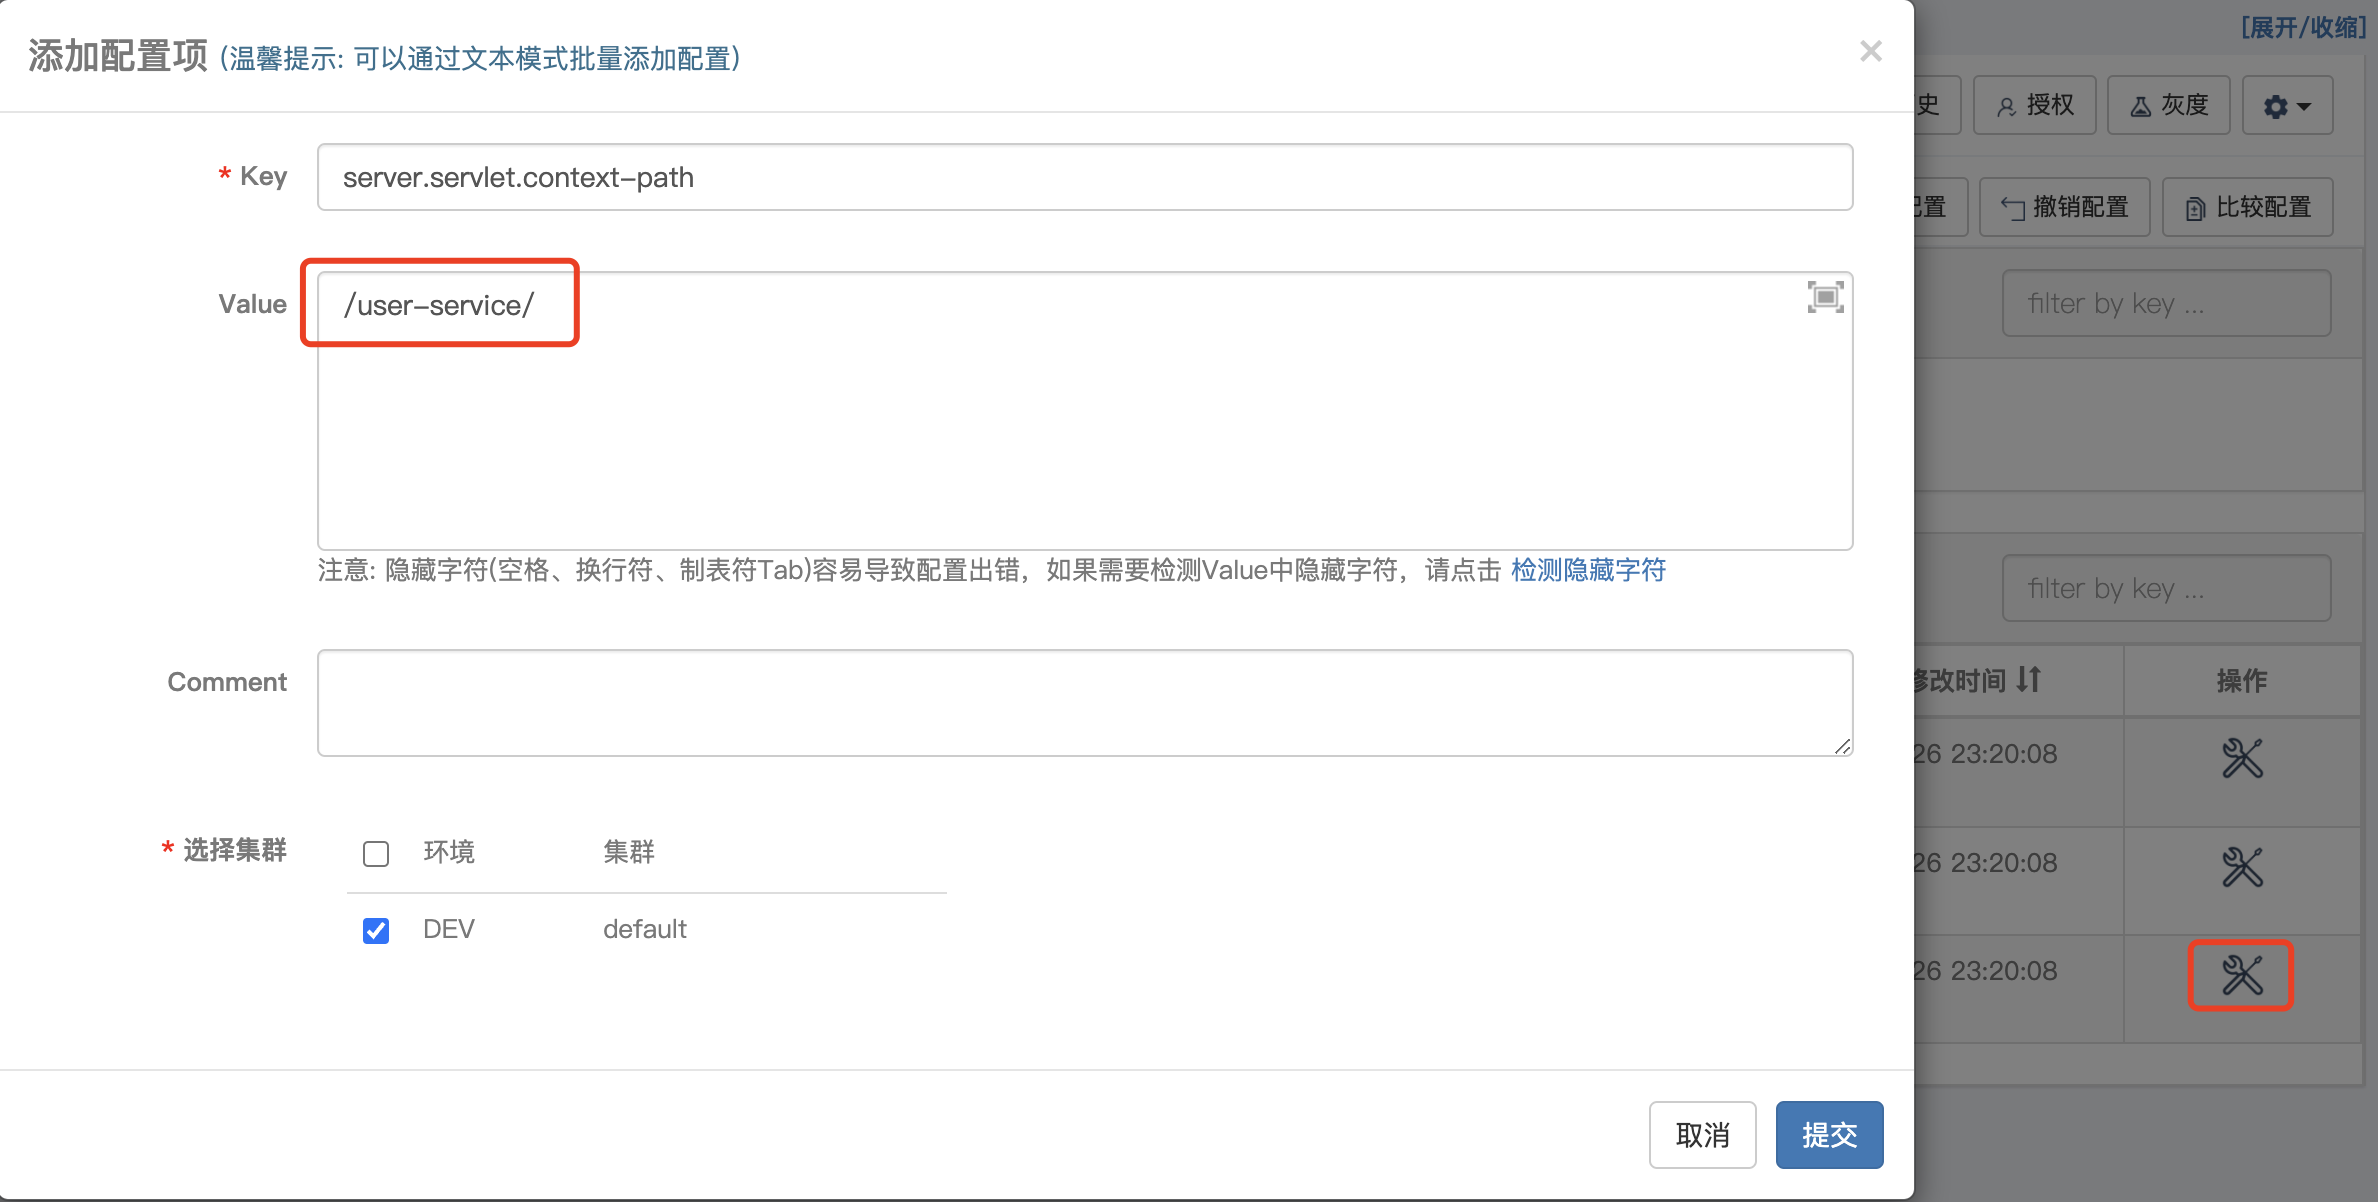 [展开/收缩]
添加配置项 (温馨提示: 可以通过文本模式批量添加配置)
×
史 授权 灰度
* Key server.servlet.context-path
置 撤销配置 比较配置
Value /user-service/
filter by key ...
注意: 隐藏字符(空格、换行符、制表符Tab)容易导致配置出错，如果需要检测Value中隐藏字符，请点击 检测隐藏字符
filter by key ...
Comment
修改时间 操作
26 23:20:08
* 选择集群 环境 集群
26 23:20:08
DEV default
26 23:20:08
取消 提交